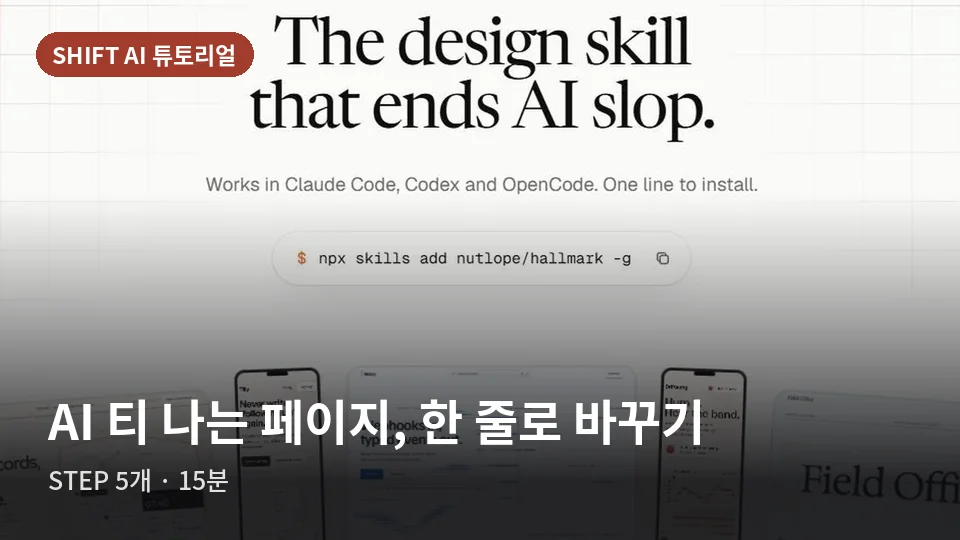 SHIFT AI 튜토리얼
The design skill
that ends AI slop.
Works in Claude Code, Codex and OpenCode. One line to install.
$ npx skills add nutlope/hallmark -g
AI 티 나는 페이지, 한 줄로 바꾸기
STEP 5개 · 15분
Field Offi